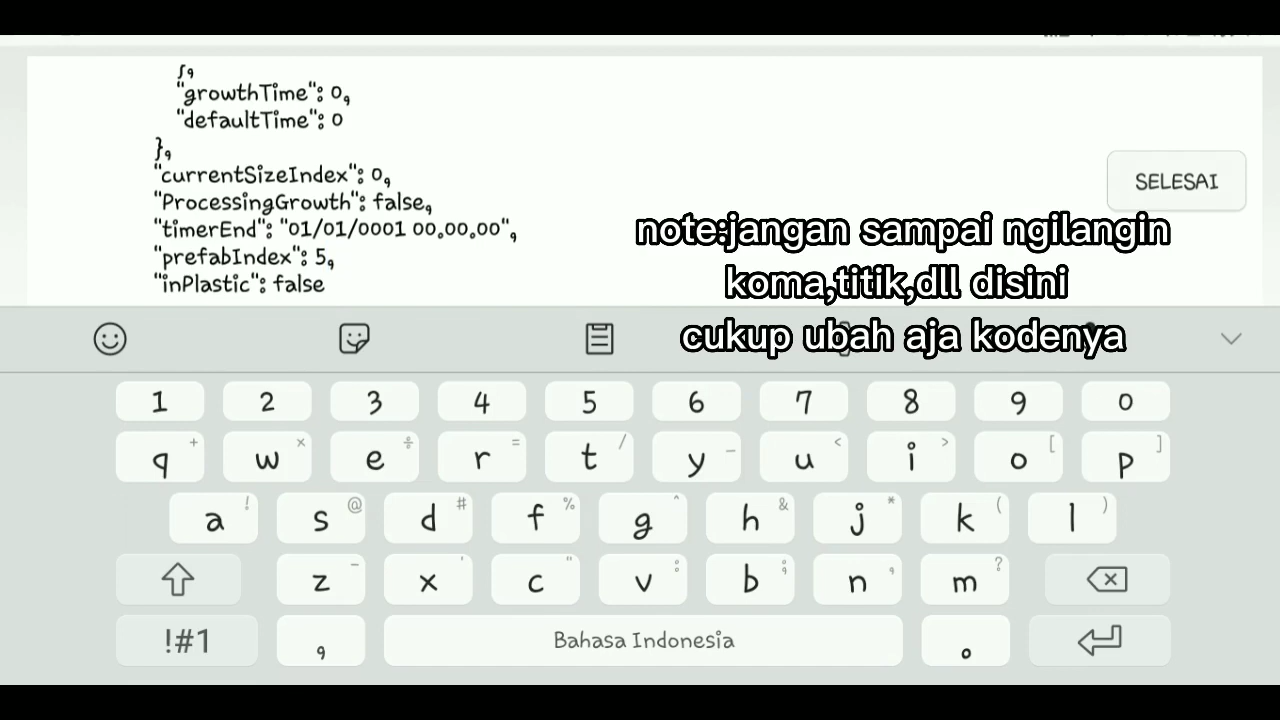 },
"growthTime": 0,
"defaultTime": 0
},
"currentSizeIndex": 0,
"ProcessingGrowth": false,
"timerEnd": "01/01/0001 00.00.00",
"prefabIndex": 5,
"inPlastic": false
SELESAI
note:jangan sampai ngilangin
koma,titik,dll disini
cukup ubah aja kodenya
1 2 3 4 5 6 7 8 9 0
q + w × e ÷ r = t / y _ u < i > o [ p ]
a ! s @ d # f % g ^ h & j * k ( l )
z - x ' c " v : b ; n , m ?
!#1 , Bahasa Indonesia .